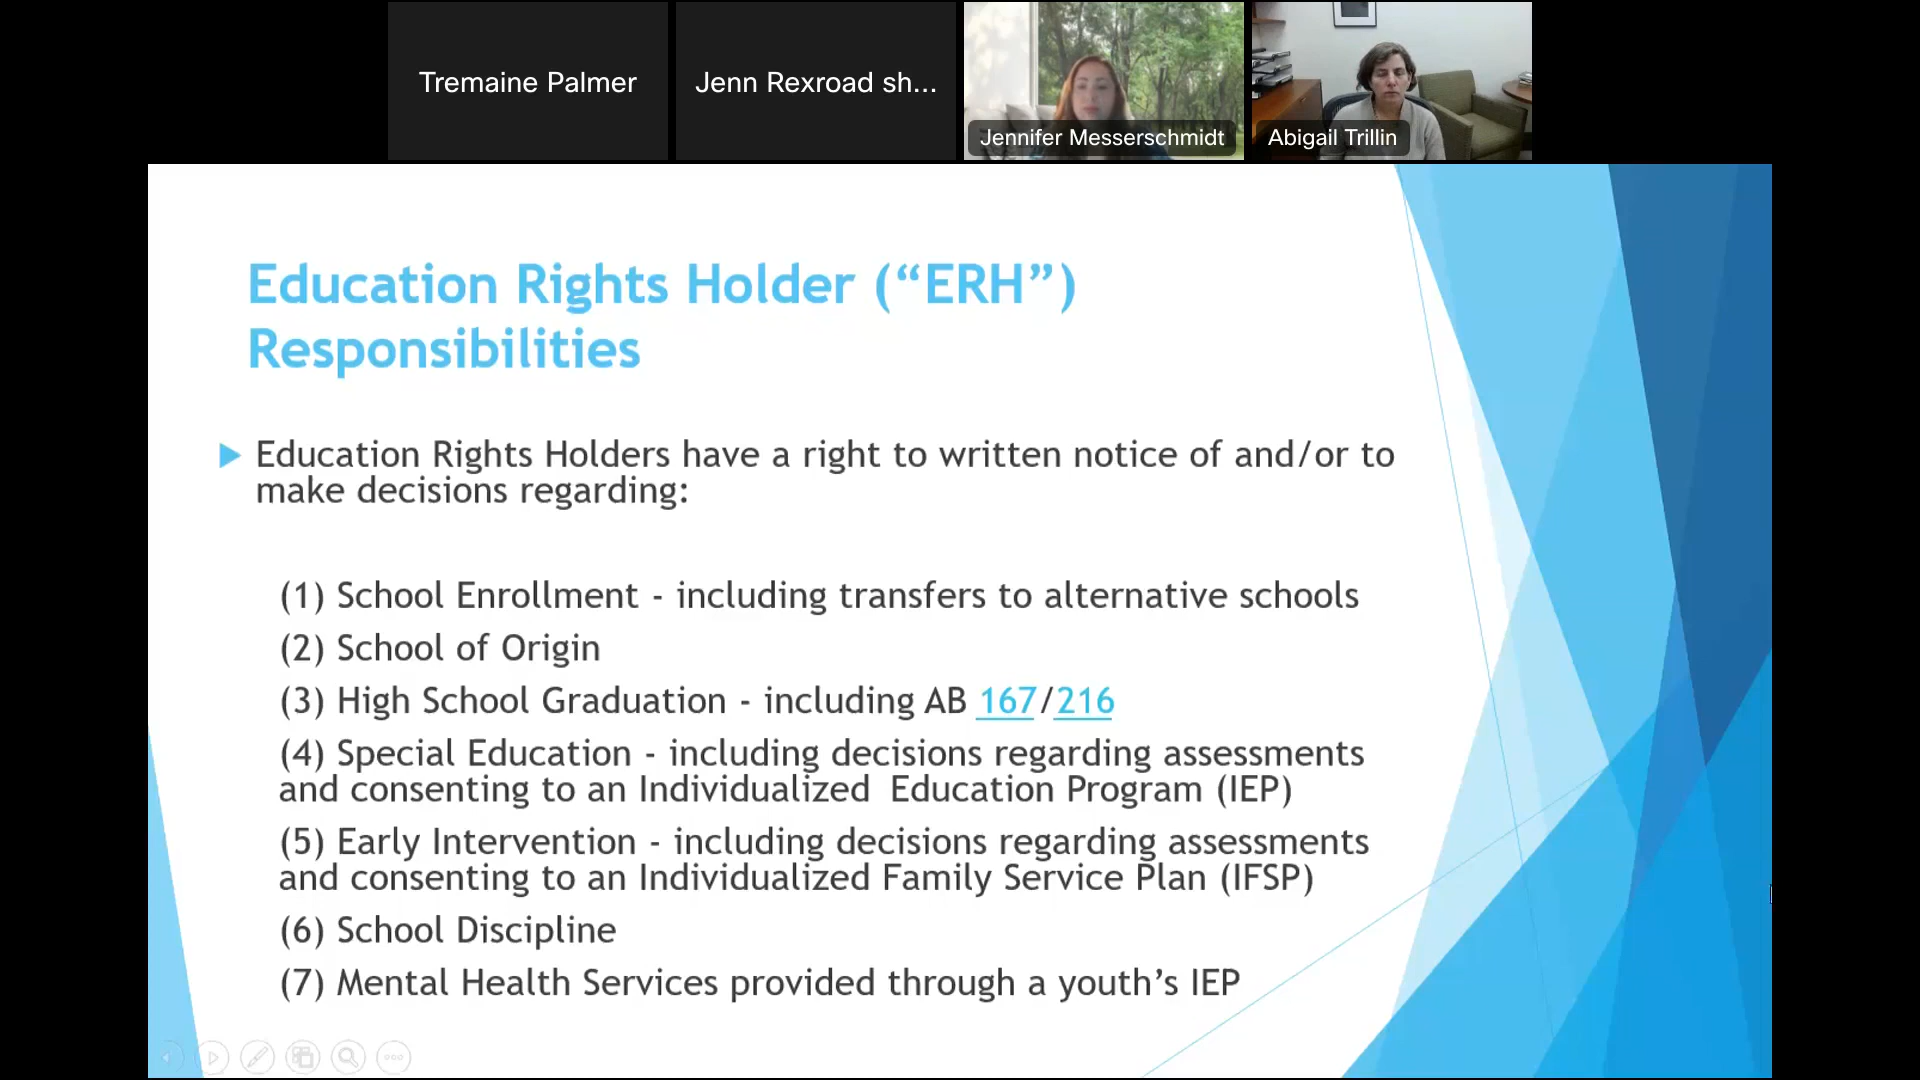 Tremaine Palmer
Jenn Rexroad sh...
Jennifer Messerschmidt
Abigail Trillin
Education Rights Holder (“ERH”)
Responsibilities
Education Rights Holders have a right to written notice of and/or to
make decisions regarding:
(1) School Enrollment - including transfers to alternative schools
(2) School of Origin
(3) High School Graduation - including AB 167/216
(4) Special Education - including decisions regarding assessments
and consenting to an Individualized Education Program (IEP)
(5) Early Intervention - including decisions regarding assessments
and consenting to an Individualized Family Service Plan (IFSP)
(6) School Discipline
(7) Mental Health Services provided through a youth’s IEP